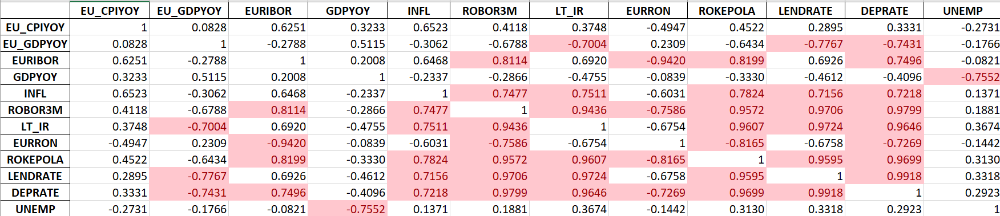 EU_CPIYOY EU_GDPYOY EURIBOR GDPYOY INFL ROBOR3M LT_IR EURRON ROKEPOLA LENDRATE DEPRATE UNEMP
EU_CPIYOY 1 0.0828 0.6251 0.3233 0.6523 0.4118 0.3748 -0.4947 0.4522 0.2895 0.3331 -0.2731
EU_GDPYOY 0.0828 1 -0.2788 0.5115 -0.3062 -0.6788 -0.7004 0.2309 -0.6434 -0.7767 -0.7431 -0.1766
EURIBOR 0.6251 -0.2788 1 0.2008 0.6468 0.8114 0.6920 -0.9420 0.8199 0.6926 0.7496 -0.0821
GDPYOY 0.3233 0.5115 0.2008 1 -0.2337 -0.2866 -0.4755 -0.0839 -0.3330 -0.4612 -0.4096 -0.7552
INFL 0.6523 -0.3062 0.6468 -0.2337 1 0.7477 0.7511 -0.6031 0.7824 0.7156 0.7218 0.1371
ROBOR3M 0.4118 -0.6788 0.8114 -0.2866 0.7477 1 0.9436 -0.7586 0.9572 0.9706 0.9799 0.1881
LT_IR 0.3748 -0.7004 0.6920 -0.4755 0.7511 0.9436 1 -0.6754 0.9607 0.9724 0.9646 0.3674
EURRON -0.4947 0.2309 -0.9420 -0.0839 -0.6031 -0.7586 -0.6754 1 -0.8165 -0.6758 -0.7269 -0.1442
ROKEPOLA 0.4522 -0.6434 0.8199 -0.3330 0.7824 0.9572 0.9607 -0.8165 1 0.9595 0.9699 0.3130
LENDRATE 0.2895 -0.7767 0.6926 -0.4612 0.7156 0.9706 0.9724 -0.6758 0.9595 1 0.9918 0.3318
DEPRATE 0.3331 -0.7431 0.7496 -0.4096 0.7218 0.9799 0.9646 -0.7269 0.9699 0.9918 1 0.2923
UNEMP -0.2731 -0.1766 -0.0821 -0.7552 0.1371 0.1881 0.3674 -0.1442 0.3130 0.3318 0.2923 1